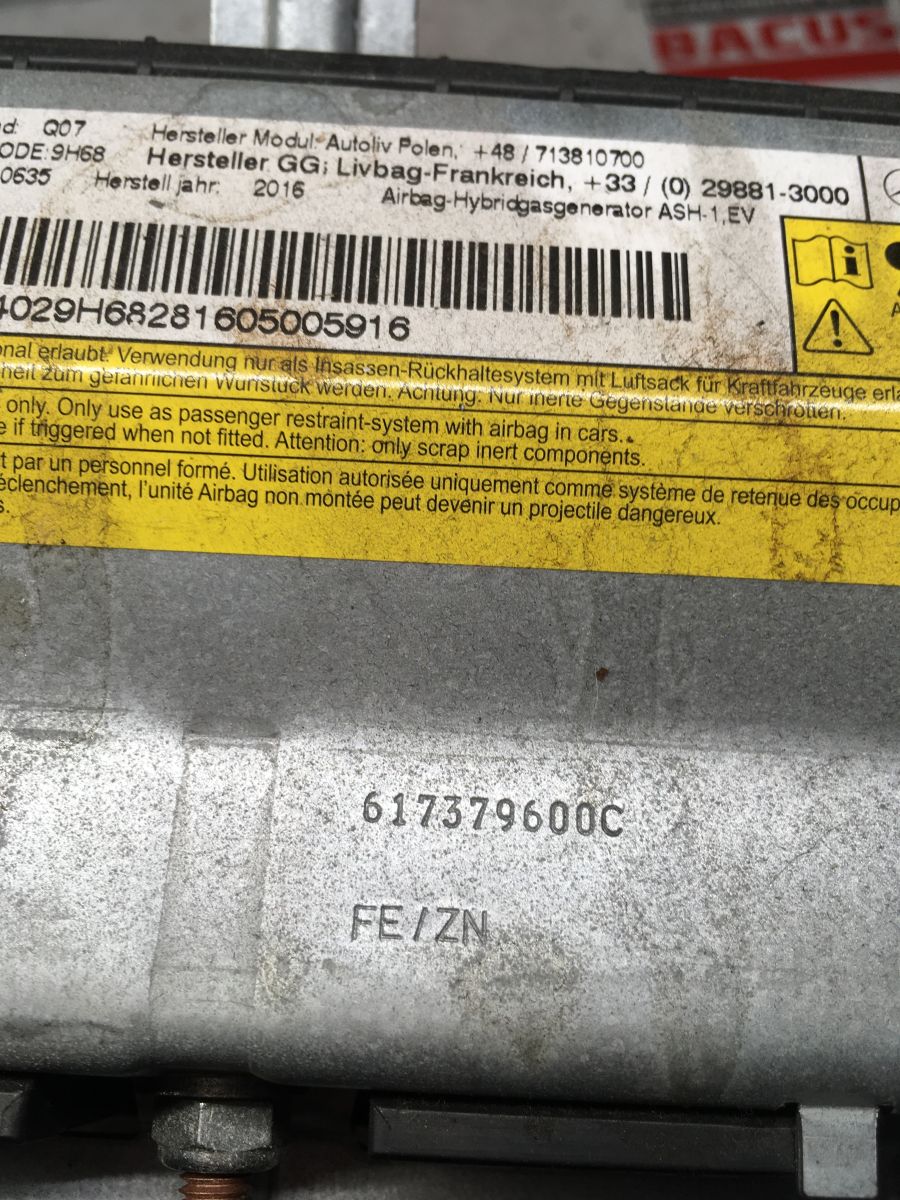 BACUS
d: Q07 Hersteller Modul: Autoliv Polen, +48 / 713810700
ODE:9H68 Hersteller GG; Livbag-Frankreich, +33 / (0) 29881-3000
0635 Herstell jahr: 2016 Airbag-Hybridgasgenerator ASH-1,EV
4029H68281605005916
onal erlaubt. Verwendung nur als Insassen-Rückhaltesystem mit Luftsack für Kraftfahrzeuge erla
heit zum gefährlichen Wurfstück werden. Achtung: Nur inerte Gegenstände verschrotten.
only. Only use as passenger restraint-system with airbag in cars.
e if triggered when not fitted. Attention: only scrap inert components.
t par un personnel formé. Utilisation autorisée uniquement comme système de retenue des occup
éclenchement, l'unité Airbag non montée peut devenir un projectile dangereux.
s.
617379600C
FE/ZN